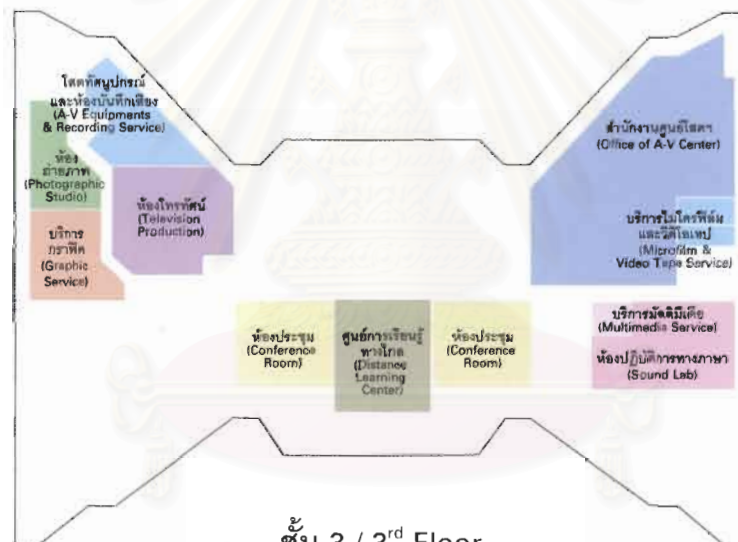 โสตทัศนูปกรณ์
และห้องบันทึกเสียง
(A-V Equipments
& Recording Service)
ห้อง
ถ่ายภาพ
(Photographic
Studio)
บริการ
กราฟิค
(Graphic
Service)
ห้องโทรทัศน์
(Television
Production)
สำนักงานศูนย์โสตฯ
(Office of A-V Center)
บริการไมโครฟิล์ม
และวีดิโอเทป
(Microfilm &
Video Tape Service)
ห้องประชุม
(Conference
Room)
ศูนย์การเรียนรู้
ทางไกล
(Distance
Learning
Center)
ห้องประชุม
(Conference
Room)
บริการมัลติมีเดีย
(Multimedia Service)
ห้องปฏิบัติการทางภาษา
(Sound Lab)
ชั้น 3 / 3rd Floor